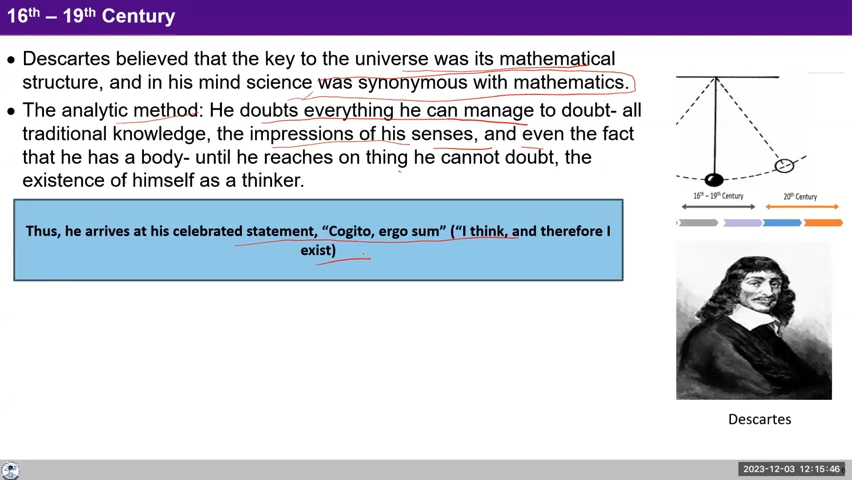 16th – 19th Century
• Descartes believed that the key to the universe was its mathematical
structure, and in his mind science was synonymous with mathematics.
• The analytic method: He doubts everything he can manage to doubt- all
traditional knowledge, the impressions of his senses, and even the fact
that he has a body- until he reaches on thing he cannot doubt, the
existence of himself as a thinker.
Thus, he arrives at his celebrated statement, “Cogito, ergo sum” (“I think, and therefore I
exist)
16th – 19th Century
20th Century
Descartes
2023-12-03 12:15:46